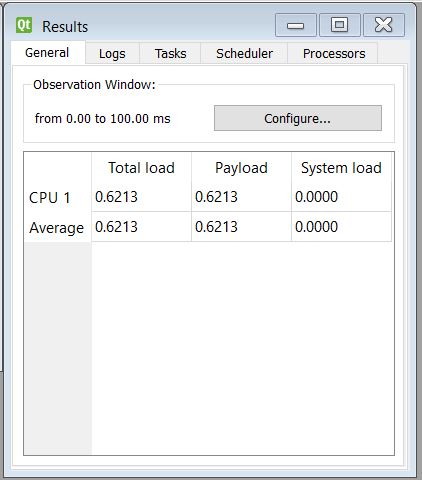 Qt Results
General Logs Tasks Scheduler Processors
Observation Window:
from 0.00 to 100.00 ms Configure...
Total load Payload System load
CPU 1 0.6213 0.6213 0.0000
Average 0.6213 0.6213 0.0000